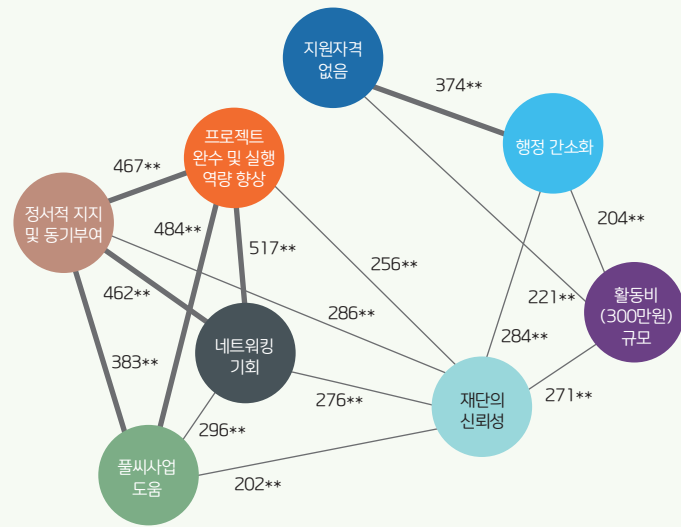 지원자격
없음
374**
행정 간소화
프로젝트
완수 및 실행
역량 향상
467**
정서적 지지
및 동기부여
484**
517**
256**
204**
462**
286**
221**
활동비
(300만원)
규모
네트워킹
기회
284**
383**
276**
271**
재단의
신뢰성
296**
풀씨사업
도움
202**